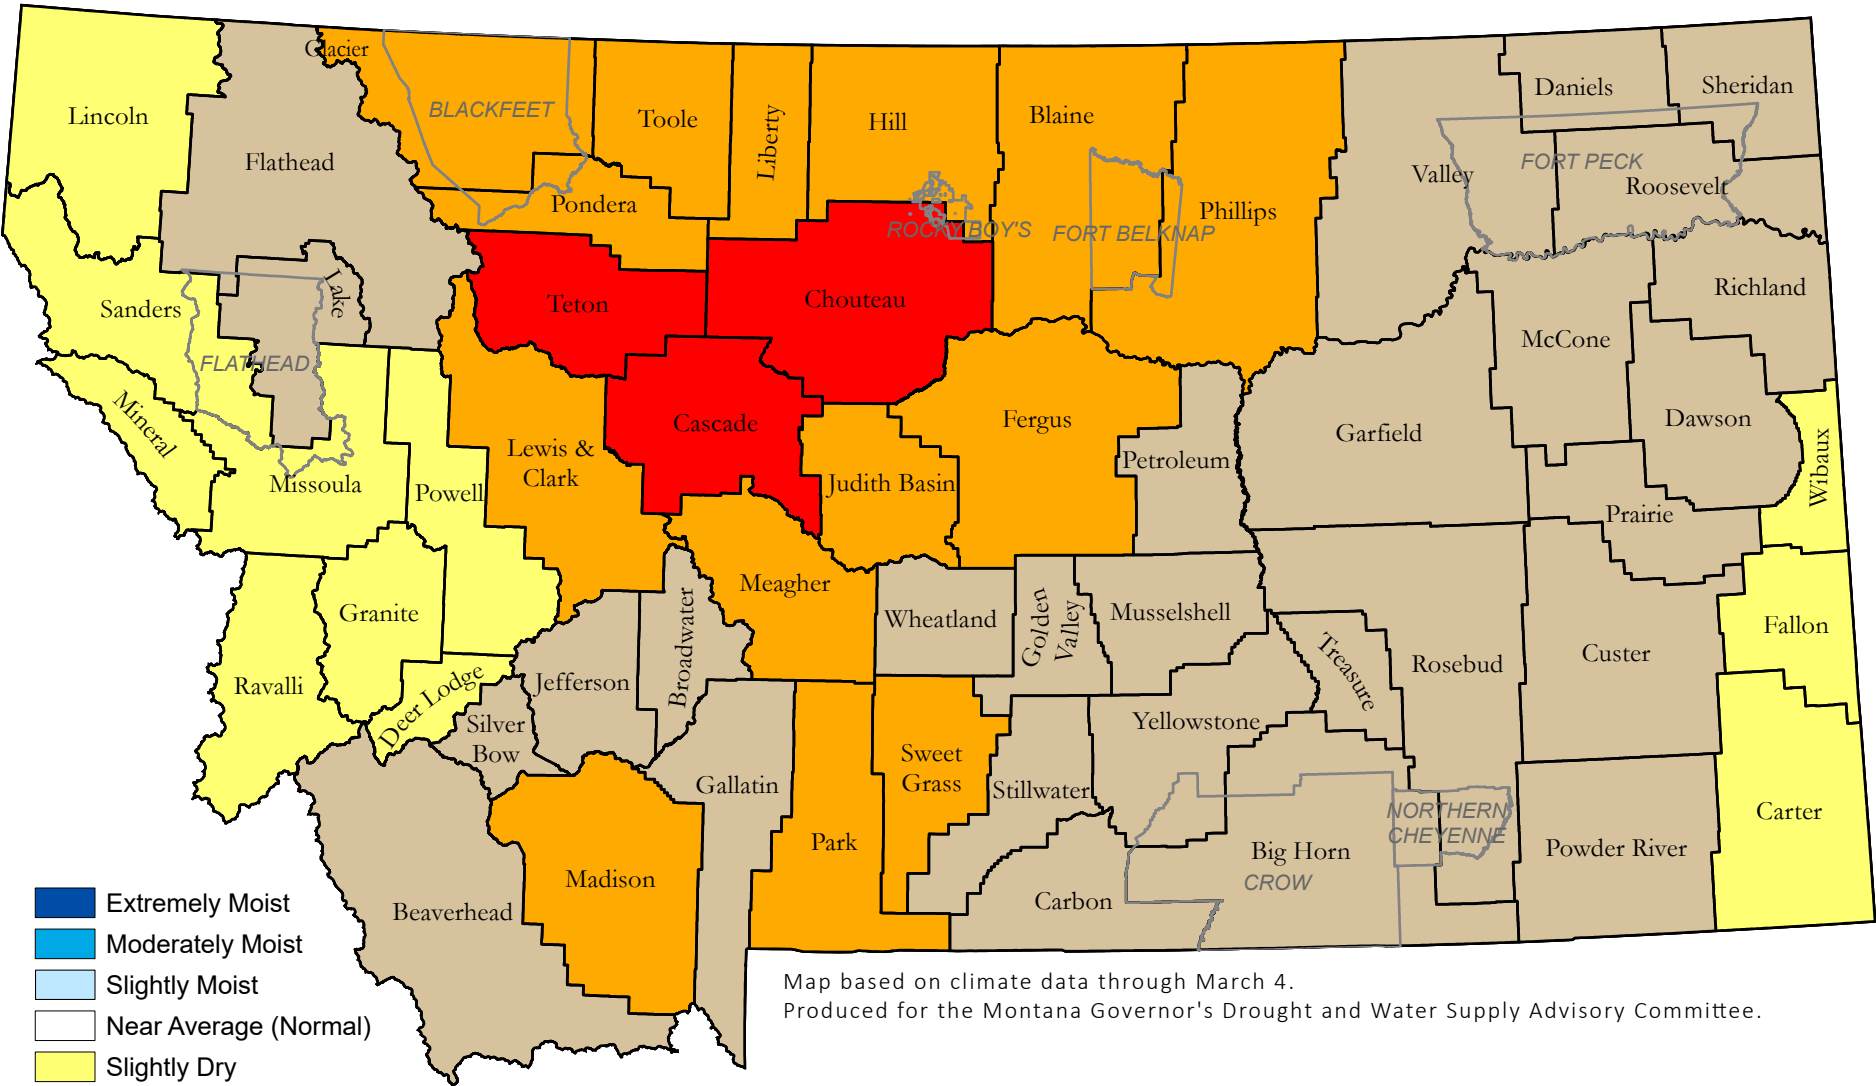 Glacier
Lincoln
BLACKFEET
Toole
Liberty
Hill
Blaine
Daniels
Sheridan
Flathead
Pondera
Phillips
Valley
FORT PECK
Roosevelt
ROCKY BOY'S
FORT BELKNAP
Sanders
Lake
Teton
Chouteau
McCone
Richland
FLATHEAD
Mineral
Lewis &
Clark
Cascade
Fergus
Judith Basin
Petroleum
Garfield
Dawson
Wibaux
Missoula
Powell
Prairie
Granite
Meagher
Broadwater
Wheatland
Golden
Valley
Musselshell
Treasure
Rosebud
Custer
Fallon
Ravalli
Deer Lodge
Jefferson
Silver
Bow
Yellowstone
Gallatin
Sweet
Grass
Stillwater
Park
Madison
Beaverhead
Carbon
Big Horn
CROW
NORTHERN
CHEYENNE
Powder River
Carter
Extremely Moist
Moderately Moist
Slightly Moist
Near Average (Normal)
Slightly Dry
Map based on climate data through March 4.
Produced for the Montana Governor's Drought and Water Supply Advisory Committee.